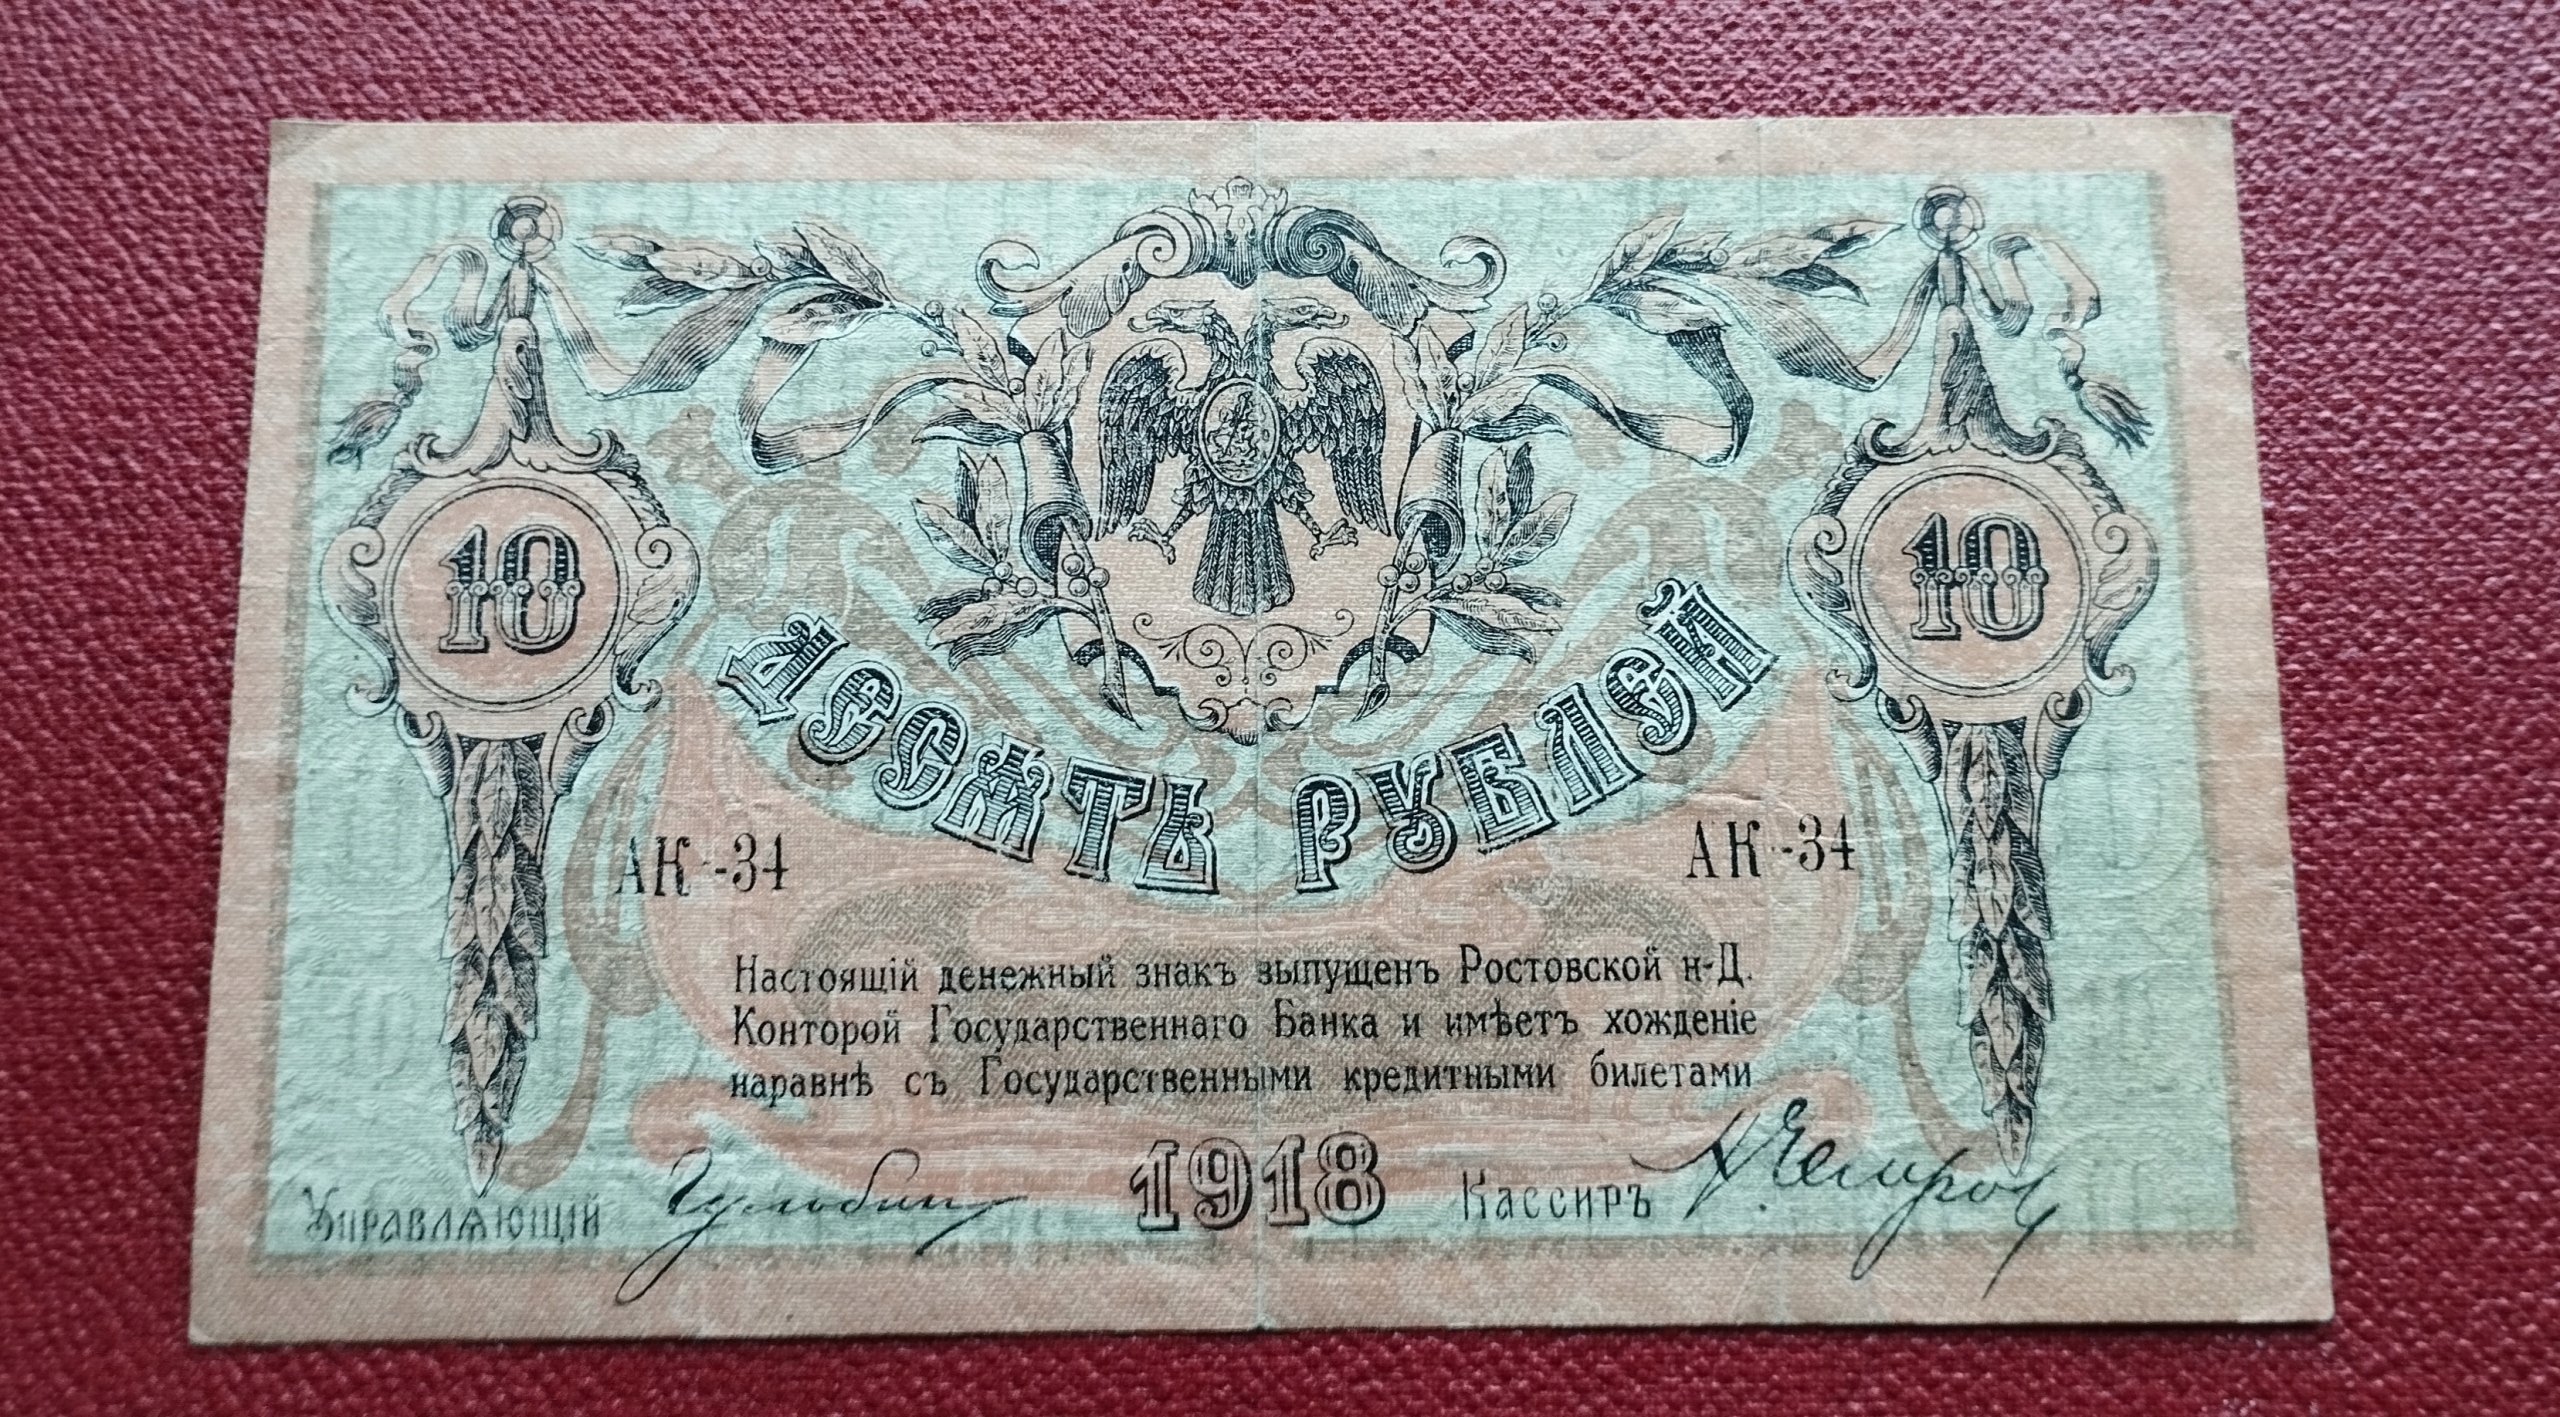 10
10
ДЕСЯТЬ РУБЛЕЙ
АК-34
АК-34
Настоящій денежный знакъ выпущенъ Ростовской н-Д.
Конторой Государственнаго Банка и имѣетъ хожденіе
наравнѣ съ Государственными кредитными билетами
1918
Управляющій Гульбин Кассиръ